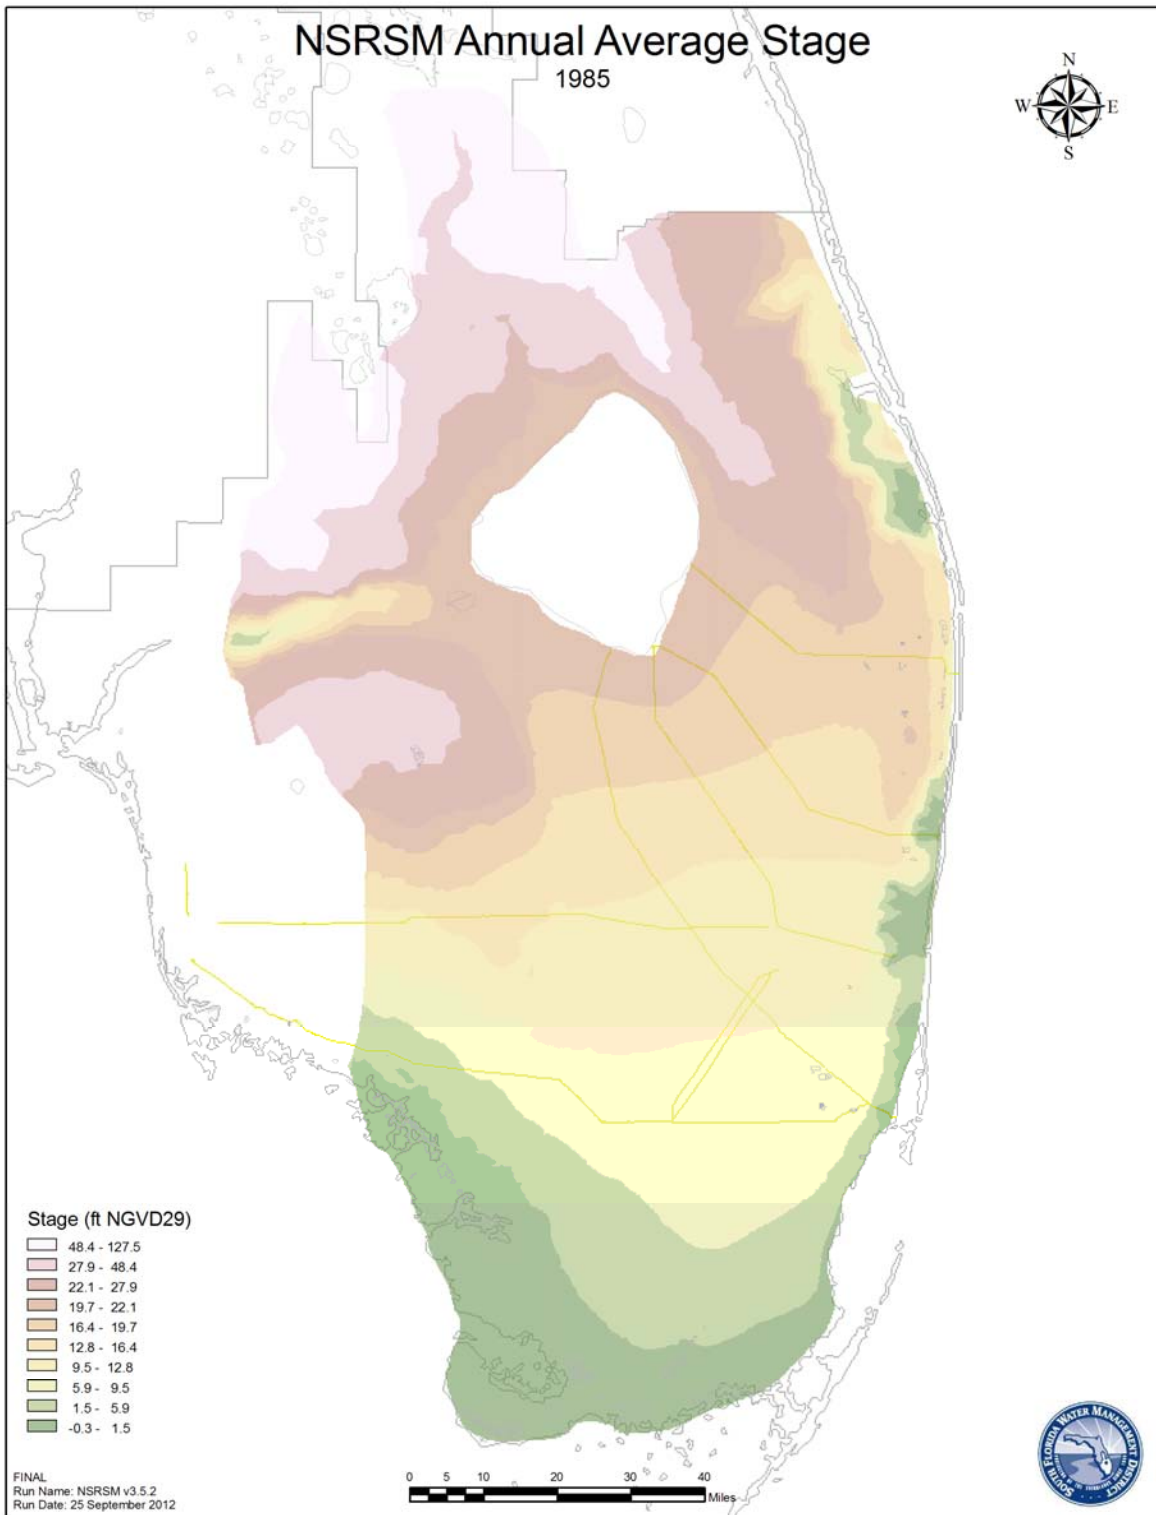 NSRSM Annual Average Stage
1985
N
W E
S
Stage (ft NGVD29)
48.4 - 127.5
27.9 - 48.4
22.1 - 27.9
19.7 - 22.1
16.4 - 19.7
12.8 - 16.4
9.5 - 12.8
5.9 - 9.5
1.5 - 5.9
-0.3 - 1.5
FINAL
Run Name: NSRSM v3.5.2
Run Date: 25 September 2012
0 5 10 20 30 40
Miles
SOUTH FLORIDA WATER MANAGEMENT DISTRICT